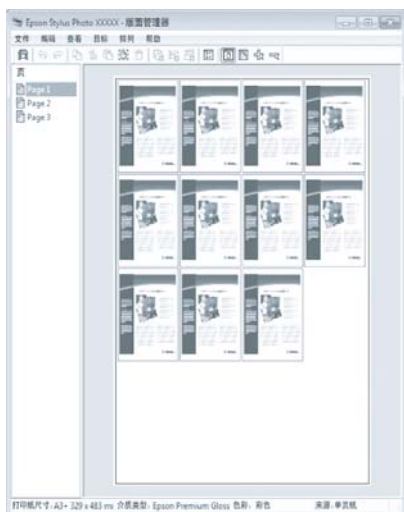 Epson Stylus Photo XXXXX - 版面管理器
文件 编辑 查看 目标 排列 帮助
页
Page 1
Page 2
Page 3
打印纸尺寸: A3+ 329 x 483 mm 介质类型: Epson Premium Gloss 色彩: 彩色 来源: 单页纸